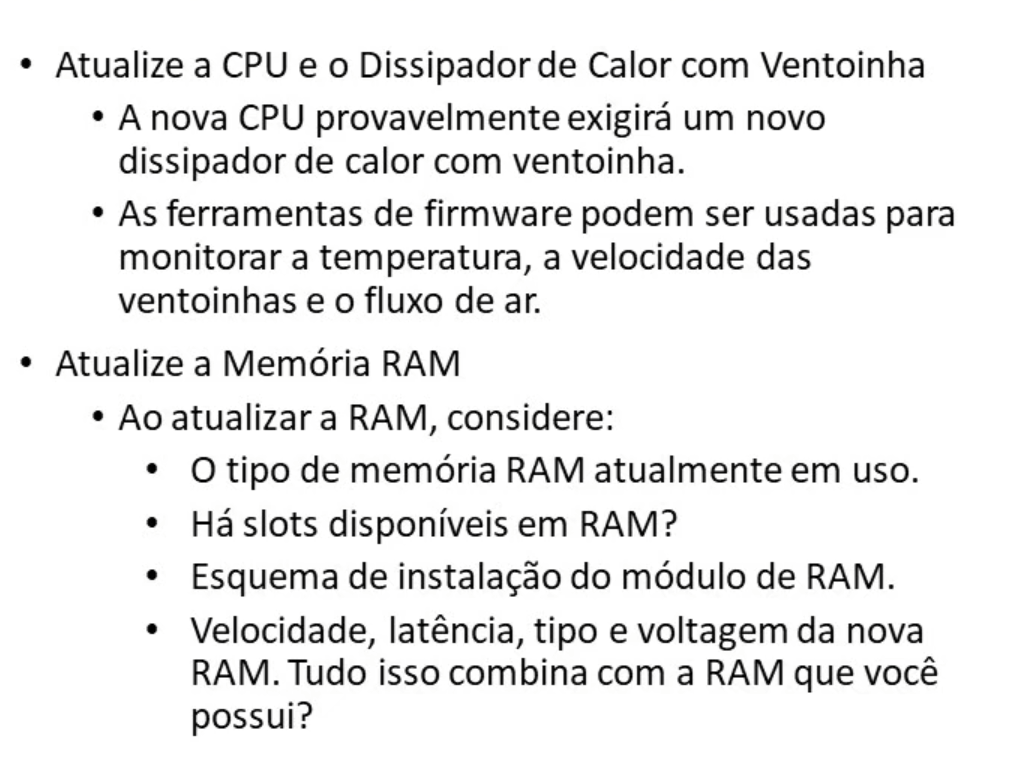 • Atualize a CPU e o Dissipador de Calor com Ventoinha
• A nova CPU provavelmente exigirá um novo
dissipador de calor com ventoinha.
• As ferramentas de firmware podem ser usadas para
monitorar a temperatura, a velocidade das
ventoinhas e o fluxo de ar.
• Atualize a Memória RAM
• Ao atualizar a RAM, considere:
• O tipo de memória RAM atualmente em uso.
• Há slots disponíveis em RAM?
• Esquema de instalação do módulo de RAM.
• Velocidade, latência, tipo e voltagem da nova
RAM. Tudo isso combina com a RAM que você
possui?